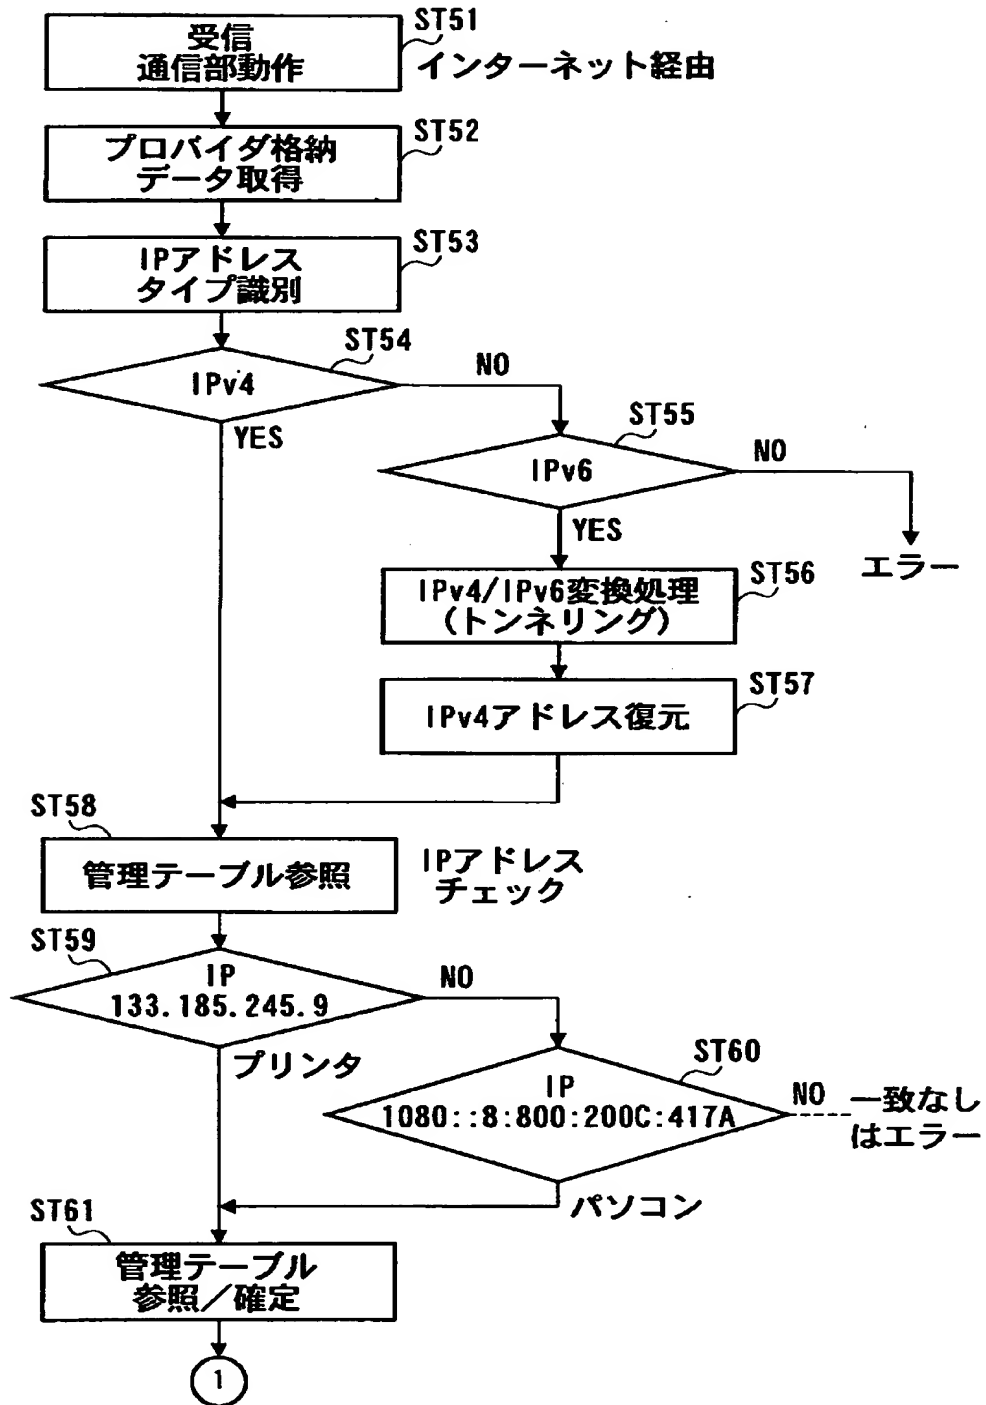 ST51
受信
通信部動作
インターネット経由
ST52
プロバイダ格納
データ取得
ST53
IPアドレス
タイプ識別
ST54
IPv4
NO
YES
ST55
IPv6
NO
YES
エラー
ST56
IPv4/IPv6変換処理
(トンネリング)
ST57
IPv4アドレス復元
ST58
管理テーブル参照
IPアドレス
チェック
ST59
IP
133.185.245.9
NO
プリンタ
ST60
IP
1080::8:800:200C:417A
NO
一致なし
はエラー
パソコン
ST61
管理テーブル
参照/確定
1